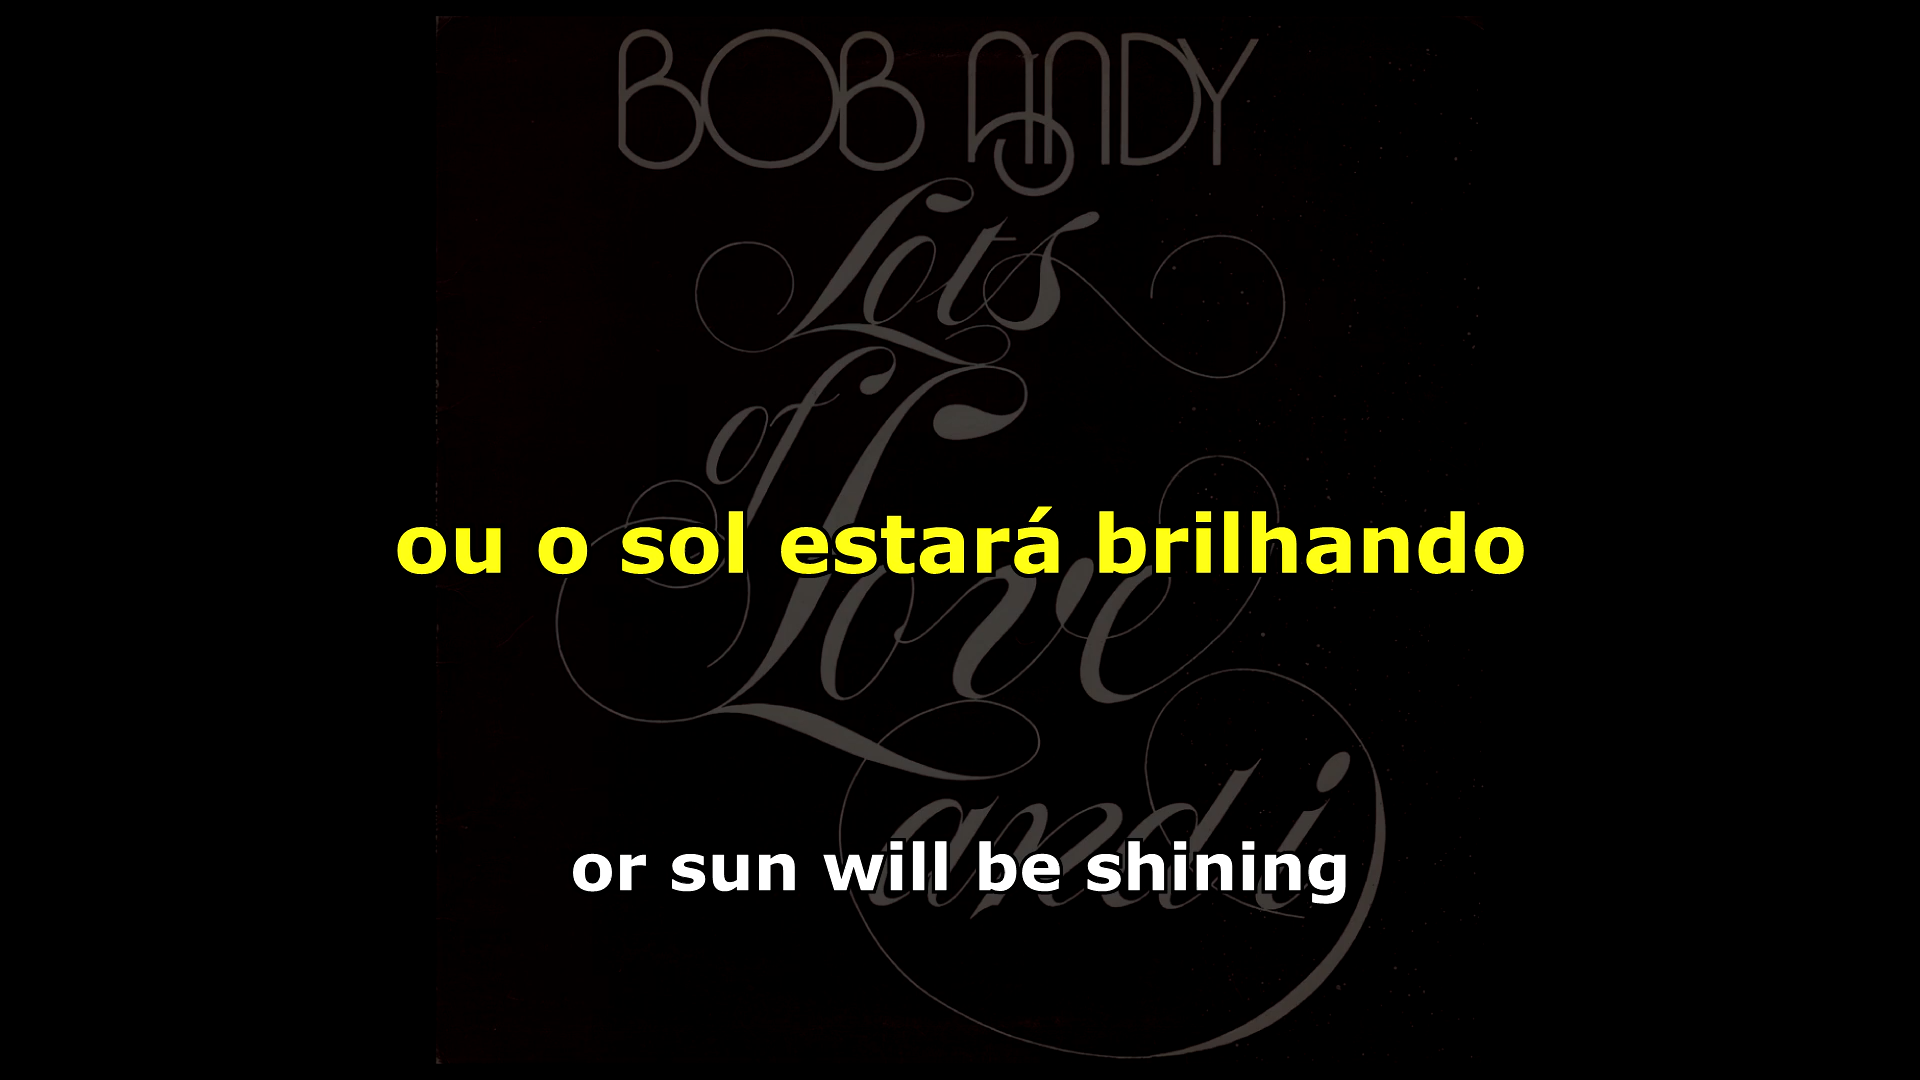 BOB ANDY
Lots
of Love
ou o sol estará brilhando
and i
or sun will be shining